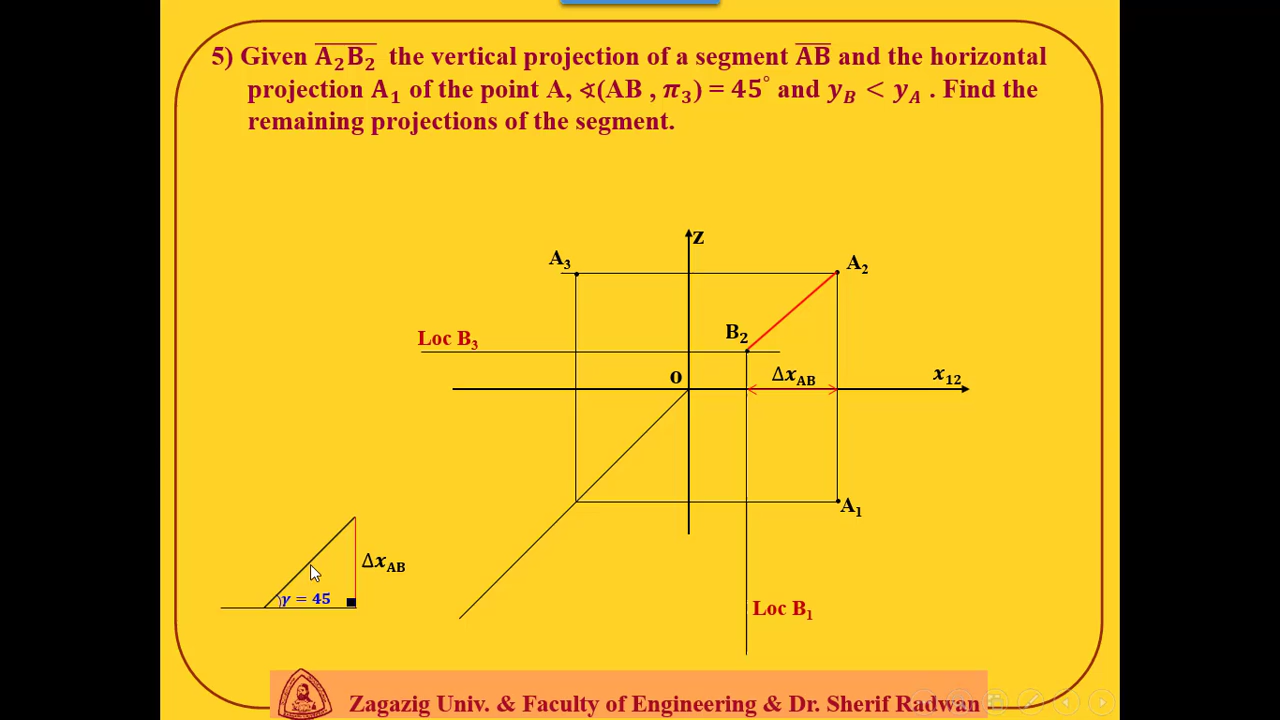 5) Given A₂B₂ the vertical projection of a segment AB and the horizontal
projection A₁ of the point A, ∢(AB , π₃) = 45° and y_B < y_A . Find the
remaining projections of the segment.
z
A₃
A₂
Loc B₃
B₂
o
Δx_AB
x₁₂
A₁
Δx_AB
γ = 45
Loc B₁
Zagazig Univ. & Faculty of Engineering & Dr. Sherif Radwan